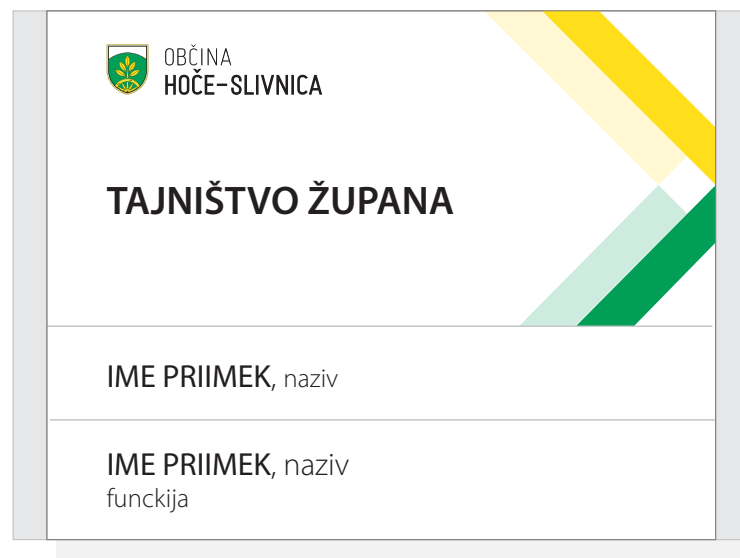 OBČINA
HOČE-SLIVNICA
TAJNIŠTVO ŽUPANA
IME PRIIMEK, naziv
IME PRIIMEK, naziv
funckija